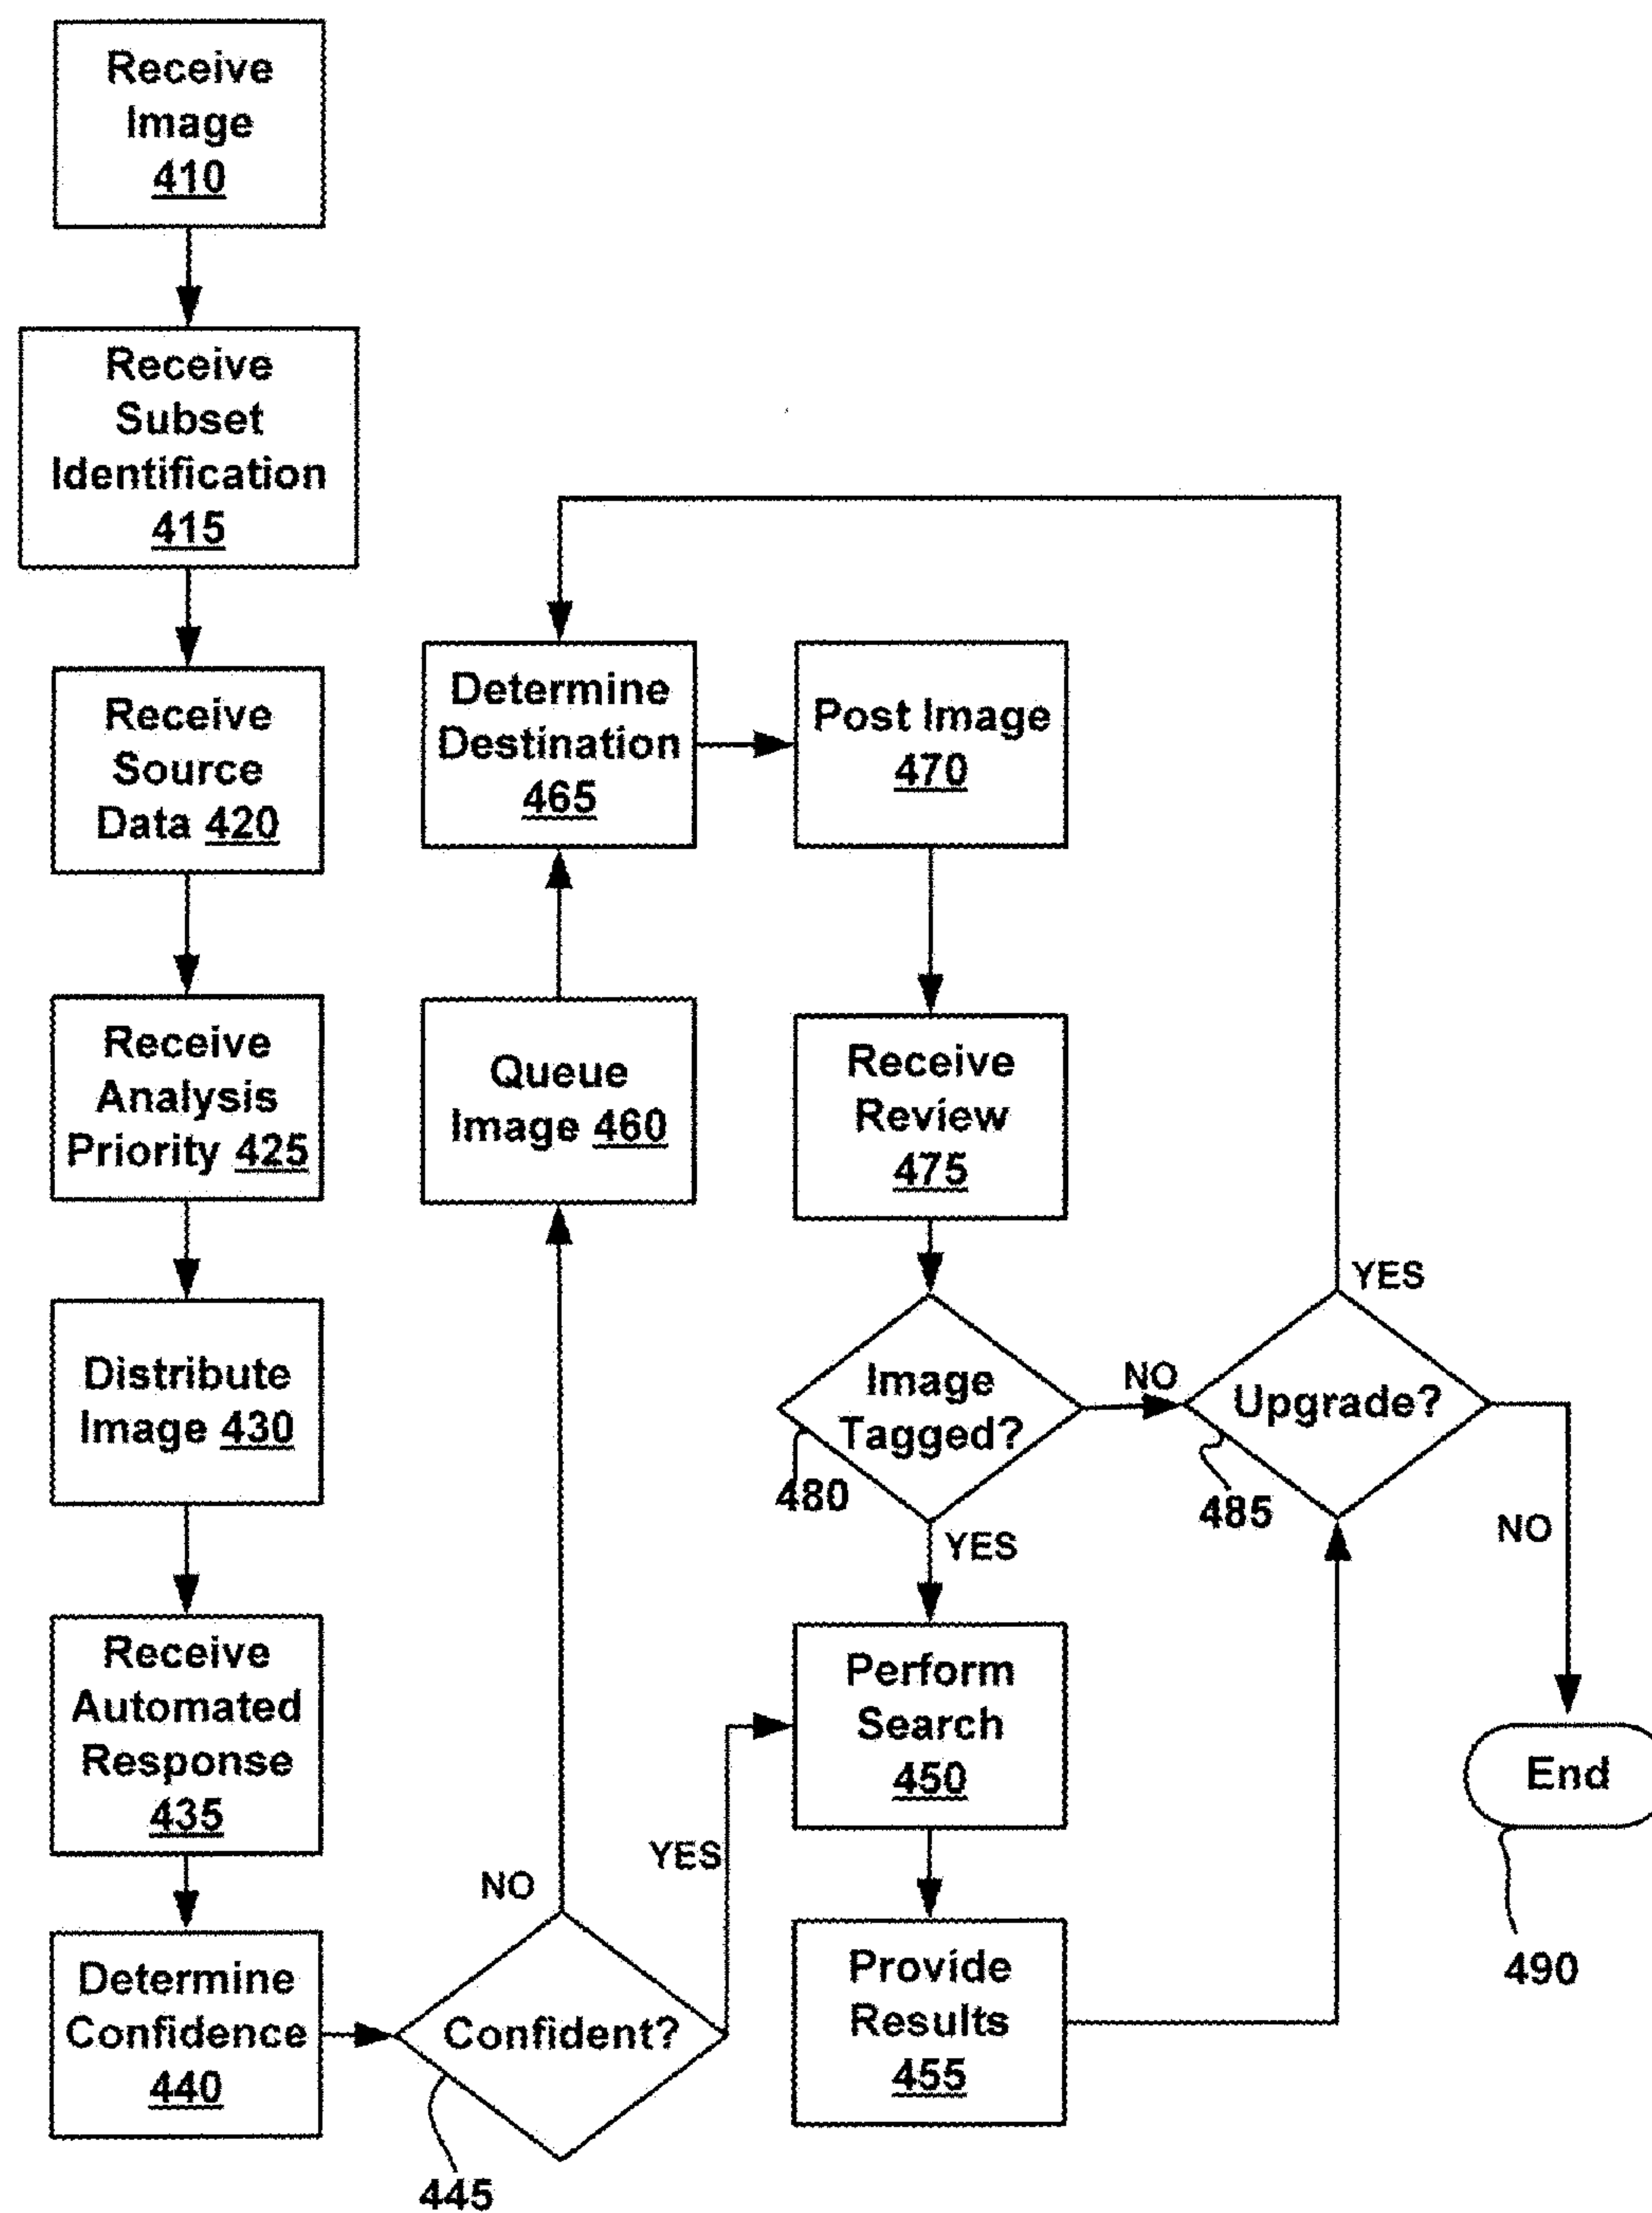 Receive
Image
410
Receive
Subset
Identification
415
Receive
Source
Data 420
Receive
Analysis
Priority 425
Distribute
Image 430
Receive
Automated
Response
435
Determine
Confidence
440
Confident?
445
NO
YES
Queue
Image 460
Determine
Destination
465
Post Image
470
Receive
Review
475
Image
Tagged?
480
NO
YES
Perform
Search
450
Provide
Results
455
Upgrade?
485
YES
NO
End
490